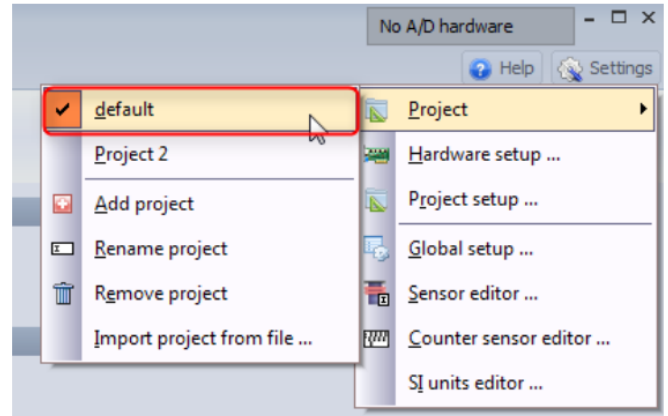 No A/D hardware
Help Settings
default
Project 2
Add project
Rename project
Remove project
Import project from file ...
Project
Hardware setup ...
Project setup ...
Global setup ...
Sensor editor ...
Counter sensor editor ...
SI units editor ...